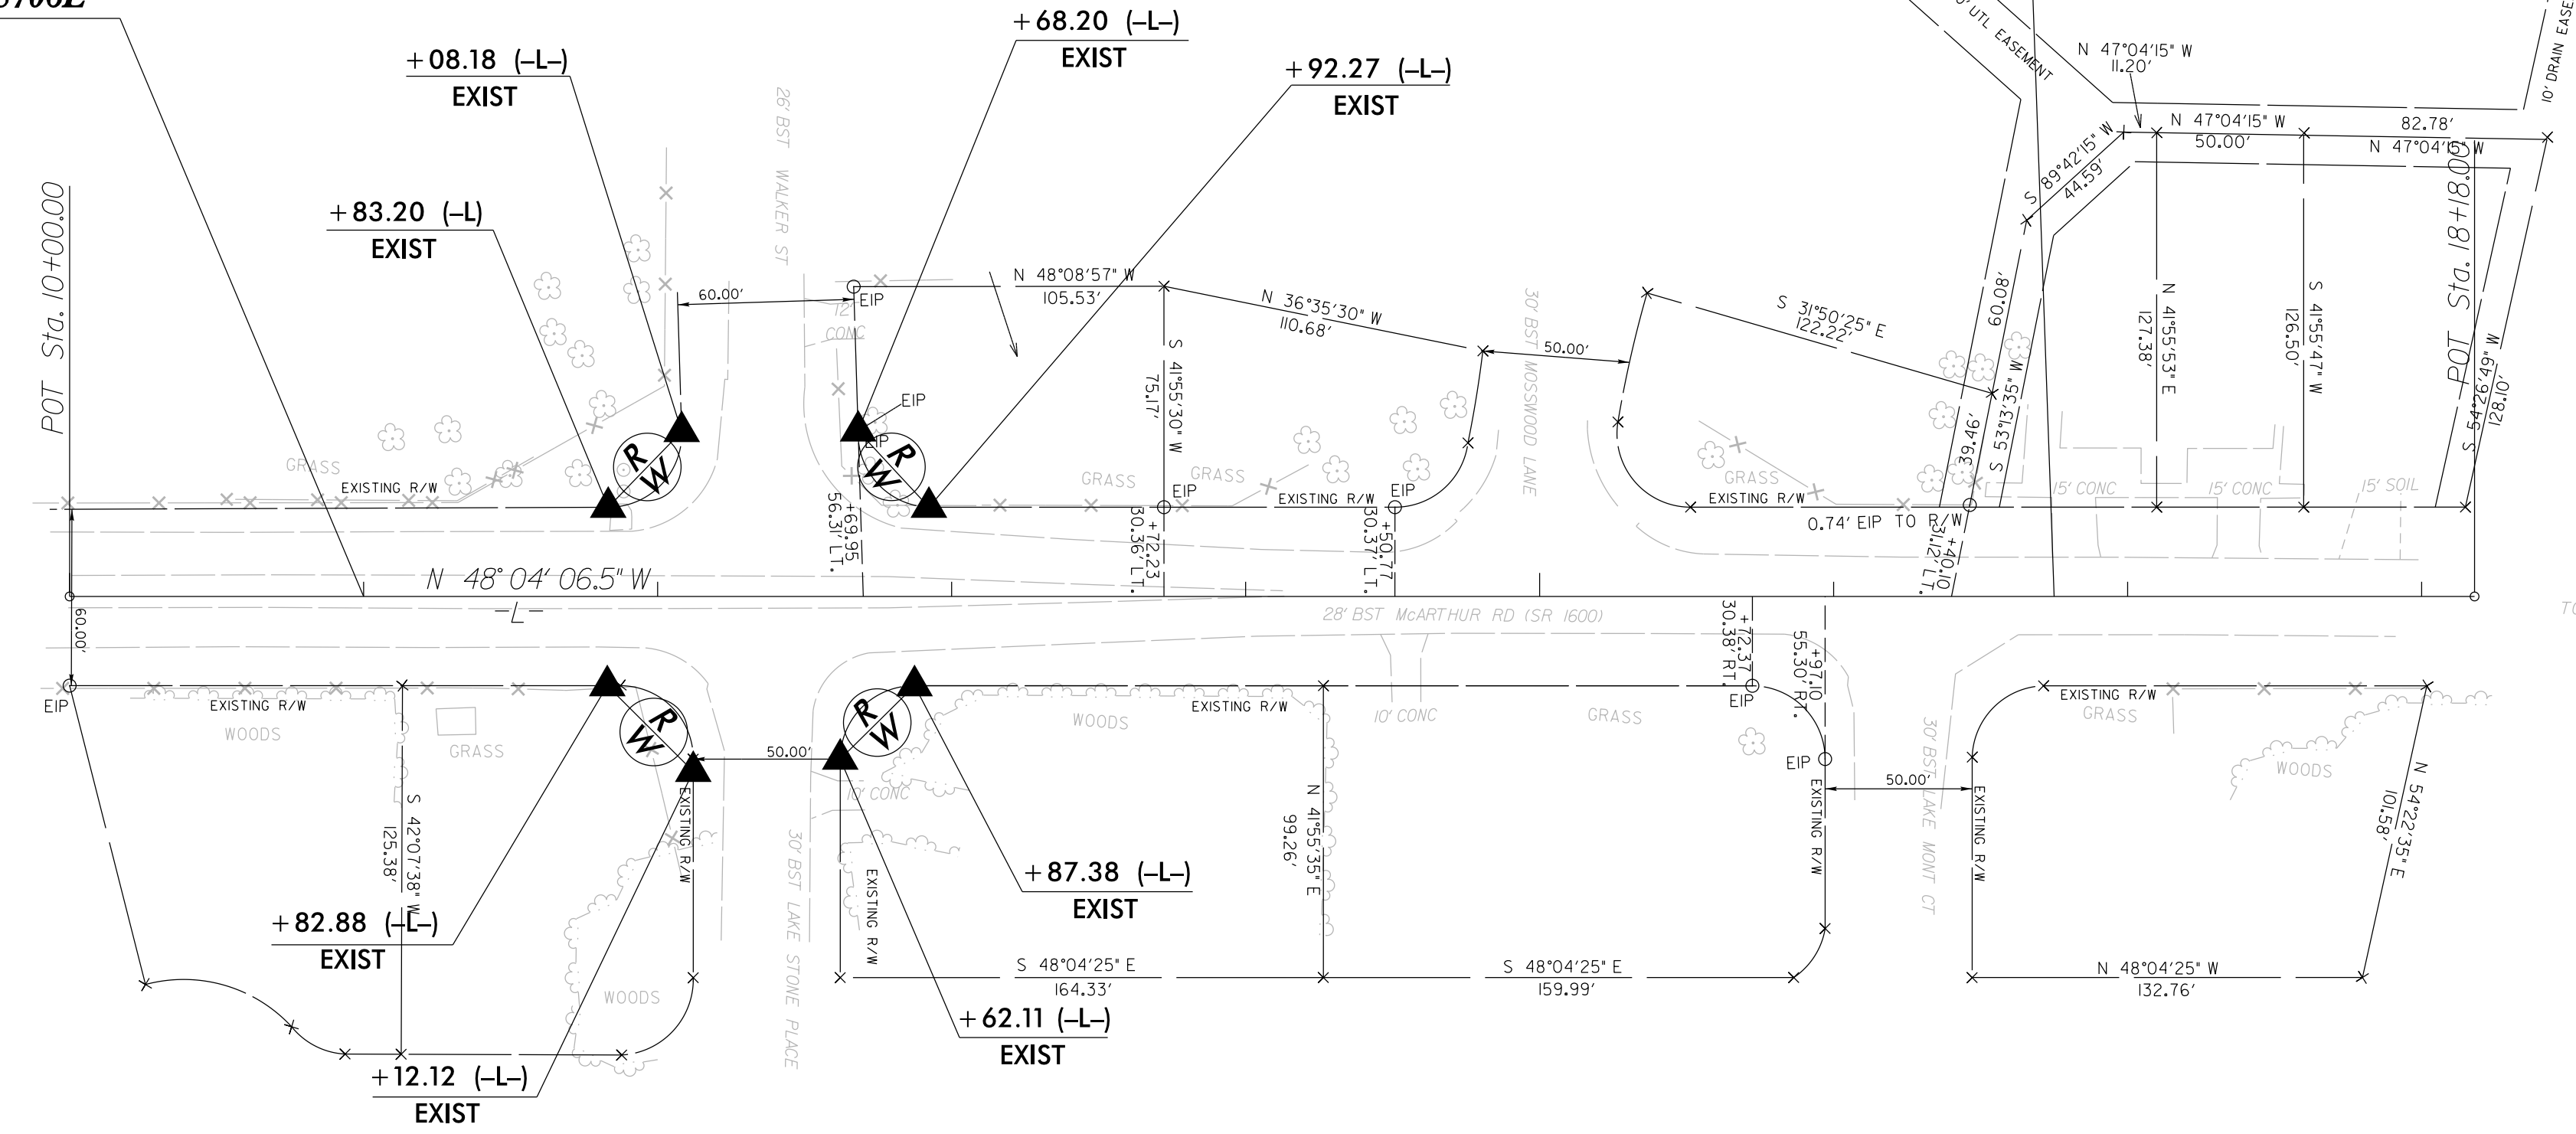 +08.18 (–L–)
EXIST
+68.20 (–L–)
EXIST
+92.27 (–L–)
EXIST
+83.20 (–L)
EXIST
POT Sta. 10+00.00
26' BST WALKER ST
60.00'
EIP
12'
CONC
N 48°08'57" W
105.53'
S 41°55'30" W
75.17'
N 36°35'30" W
110.68'
50.00'
30' BST MOSSWOOD LANE
S 31°50'25" E
122.22'
UTL EASEMENT
N 47°04'15" W
11.20'
N 47°04'15" W
50.00'
82.78'
N 47°04'15" W
10' DRAIN EASE
S 89°42'15" W
44.59'
60.08'
39.46'
S 53°13'35" W
N 41°55'53" E
127.38'
S 41°55'47" W
126.50'
POT Sta. 18+18.00
S 54°26'49" W
128.10'
GRASS
EXISTING R/W
R
W
EIP
EIP
R
W
GRASS
GRASS
EIP
EXISTING R/W
EIP
GRASS
EXISTING R/W
0.74' EIP TO R/W
15' CONC
15' CONC
15' SOIL
+69.95
56.31' LT.
+72.23
30.36' LT.
+50.77
30.37' LT.
+40.10
31.12' LT.
N 48° 04' 06.5" W
–L–
60.00'
28' BST McARTHUR RD (SR 1600)
+72.37
30.38' RT.
+97.10
55.30' RT.
EIP
EXISTING R/W
WOODS
GRASS
R
W
50.00'
R
W
10' CONC
WOODS
EXISTING R/W
10' CONC
GRASS
EIP
EIP
50.00'
EXISTING R/W
GRASS
WOODS
S 42°07'38" W
125.38'
EXISTING R/W
30' BST LAKE STONE PLACE
EXISTING R/W
N 41°55'35" E
99.26'
EXISTING R/W
30' BST LAKE MONT CT
EXISTING R/W
N 54°22'35" E
101.58'
+82.88 (–L–)
EXIST
+87.38 (–L–)
EXIST
WOODS
S 48°04'25" E
164.33'
S 48°04'25" E
159.99'
N 48°04'25" W
132.76'
+62.11 (–L–)
EXIST
+12.12 (–L–)
EXIST